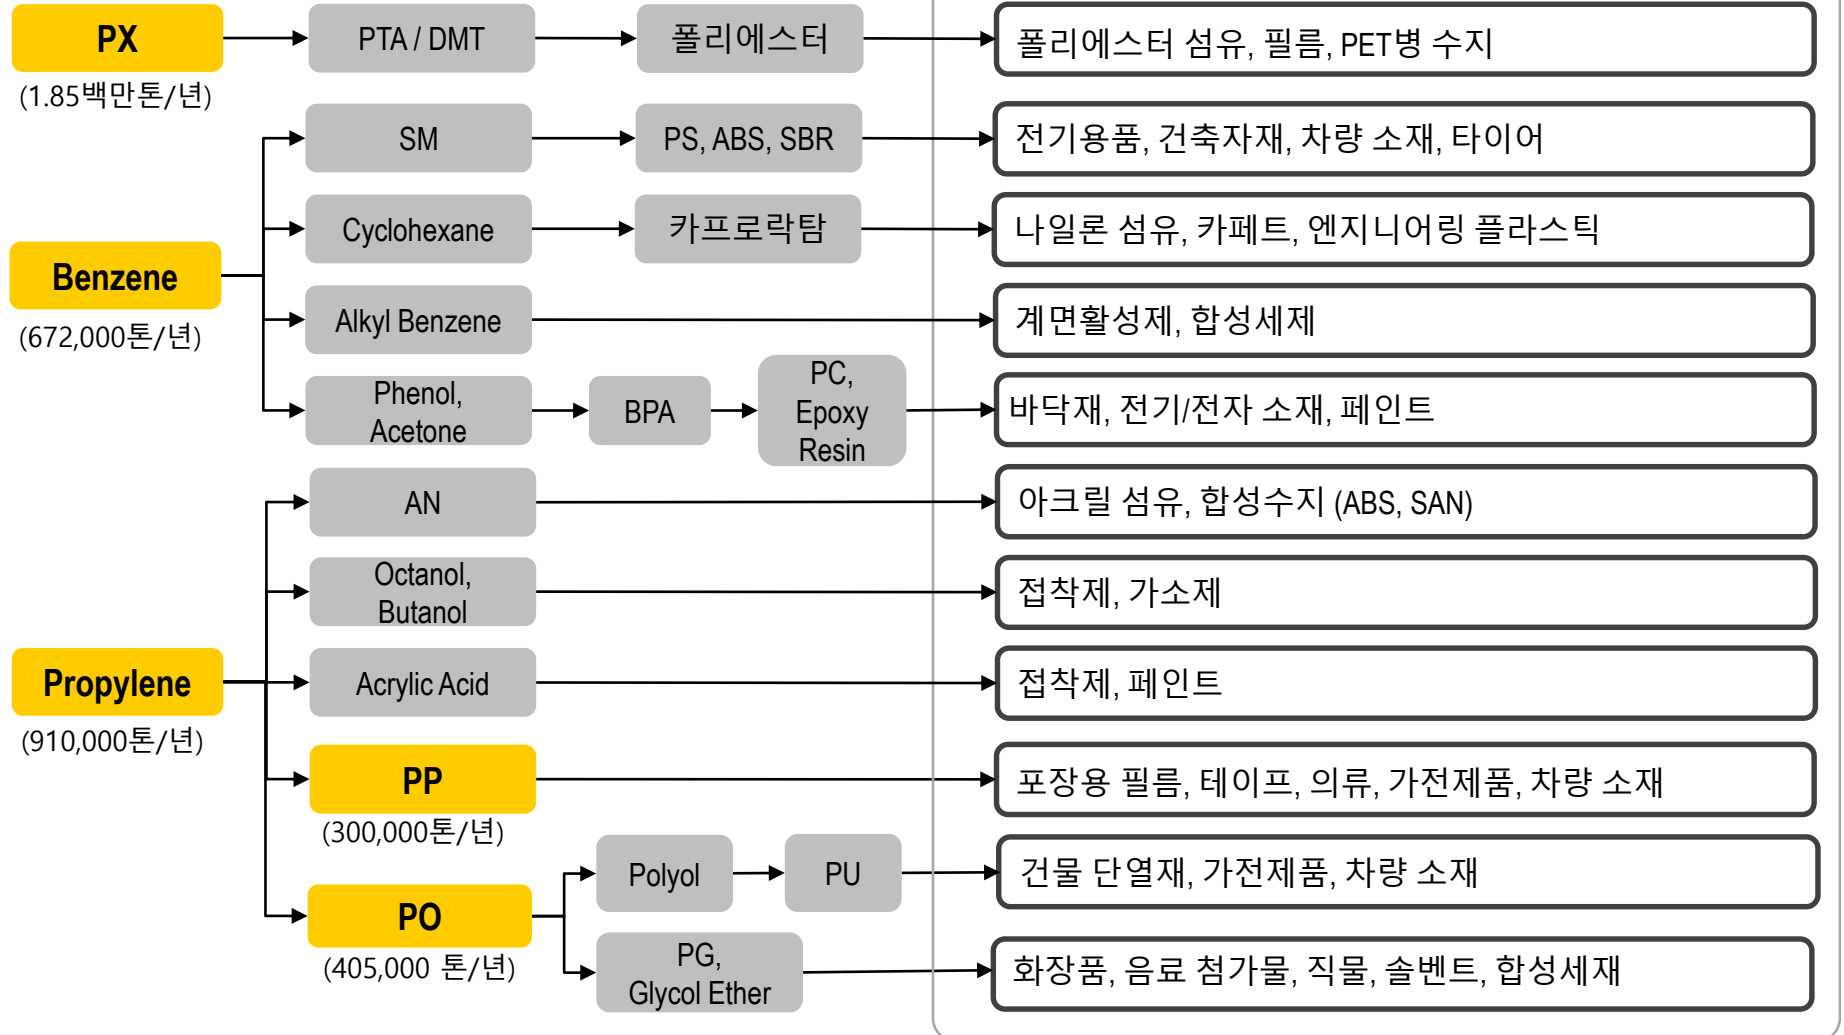 PX
PTA / DMT
폴리에스터
폴리에스터 섬유, 필름, PET병 수지
(1.85백만톤/년)
SM
PS, ABS, SBR
전기용품, 건축자재, 차량 소재, 타이어
Cyclohexane
카프로락탐
나일론 섬유, 카페트, 엔지니어링 플라스틱
Benzene
(672,000톤/년)
Alkyl Benzene
계면활성제, 합성세제
Phenol,
Acetone
BPA
PC,
Epoxy
Resin
바닥재, 전기/전자 소재, 페인트
AN
아크릴 섬유, 합성수지 (ABS, SAN)
Octanol,
Butanol
접착제, 가소제
Propylene
(910,000톤/년)
Acrylic Acid
접착제, 페인트
PP
(300,000톤/년)
포장용 필름, 테이프, 의류, 가전제품, 차량 소재
PO
(405,000 톤/년)
Polyol
PU
건물 단열재, 가전제품, 차량 소재
PG,
Glycol Ether
화장품, 음료 첨가물, 직물, 솔벤트, 합성세재